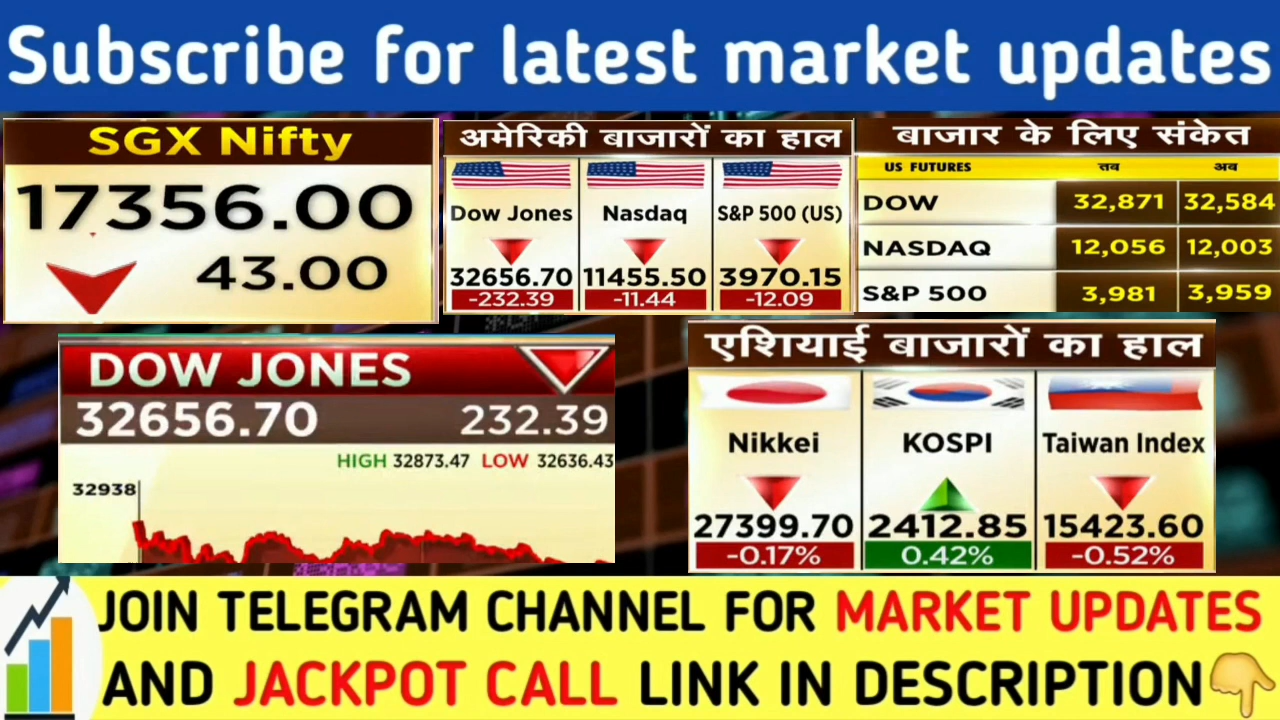 Subscribe for latest market updates
SGX Nifty
17356.00
43.00
अमेरिकी बाजारों का हाल
Dow Jones Nasdaq S&P 500 (US)
32656.70 11455.50 3970.15
-232.39 -11.44 -12.09
बाजार के लिए संकेत
US FUTURES तब अब
DOW 32,871 32,584
NASDAQ 12,056 12,003
S&P 500 3,981 3,959
DOW JONES
32656.70 232.39
HIGH 32873.47 LOW 32636.43
32938
एशियाई बाजारों का हाल
Nikkei KOSPI Taiwan Index
27399.70 2412.85 15423.60
-0.17% 0.42% -0.52%
JOIN TELEGRAM CHANNEL FOR MARKET UPDATES
AND JACKPOT CALL LINK IN DESCRIPTION👇